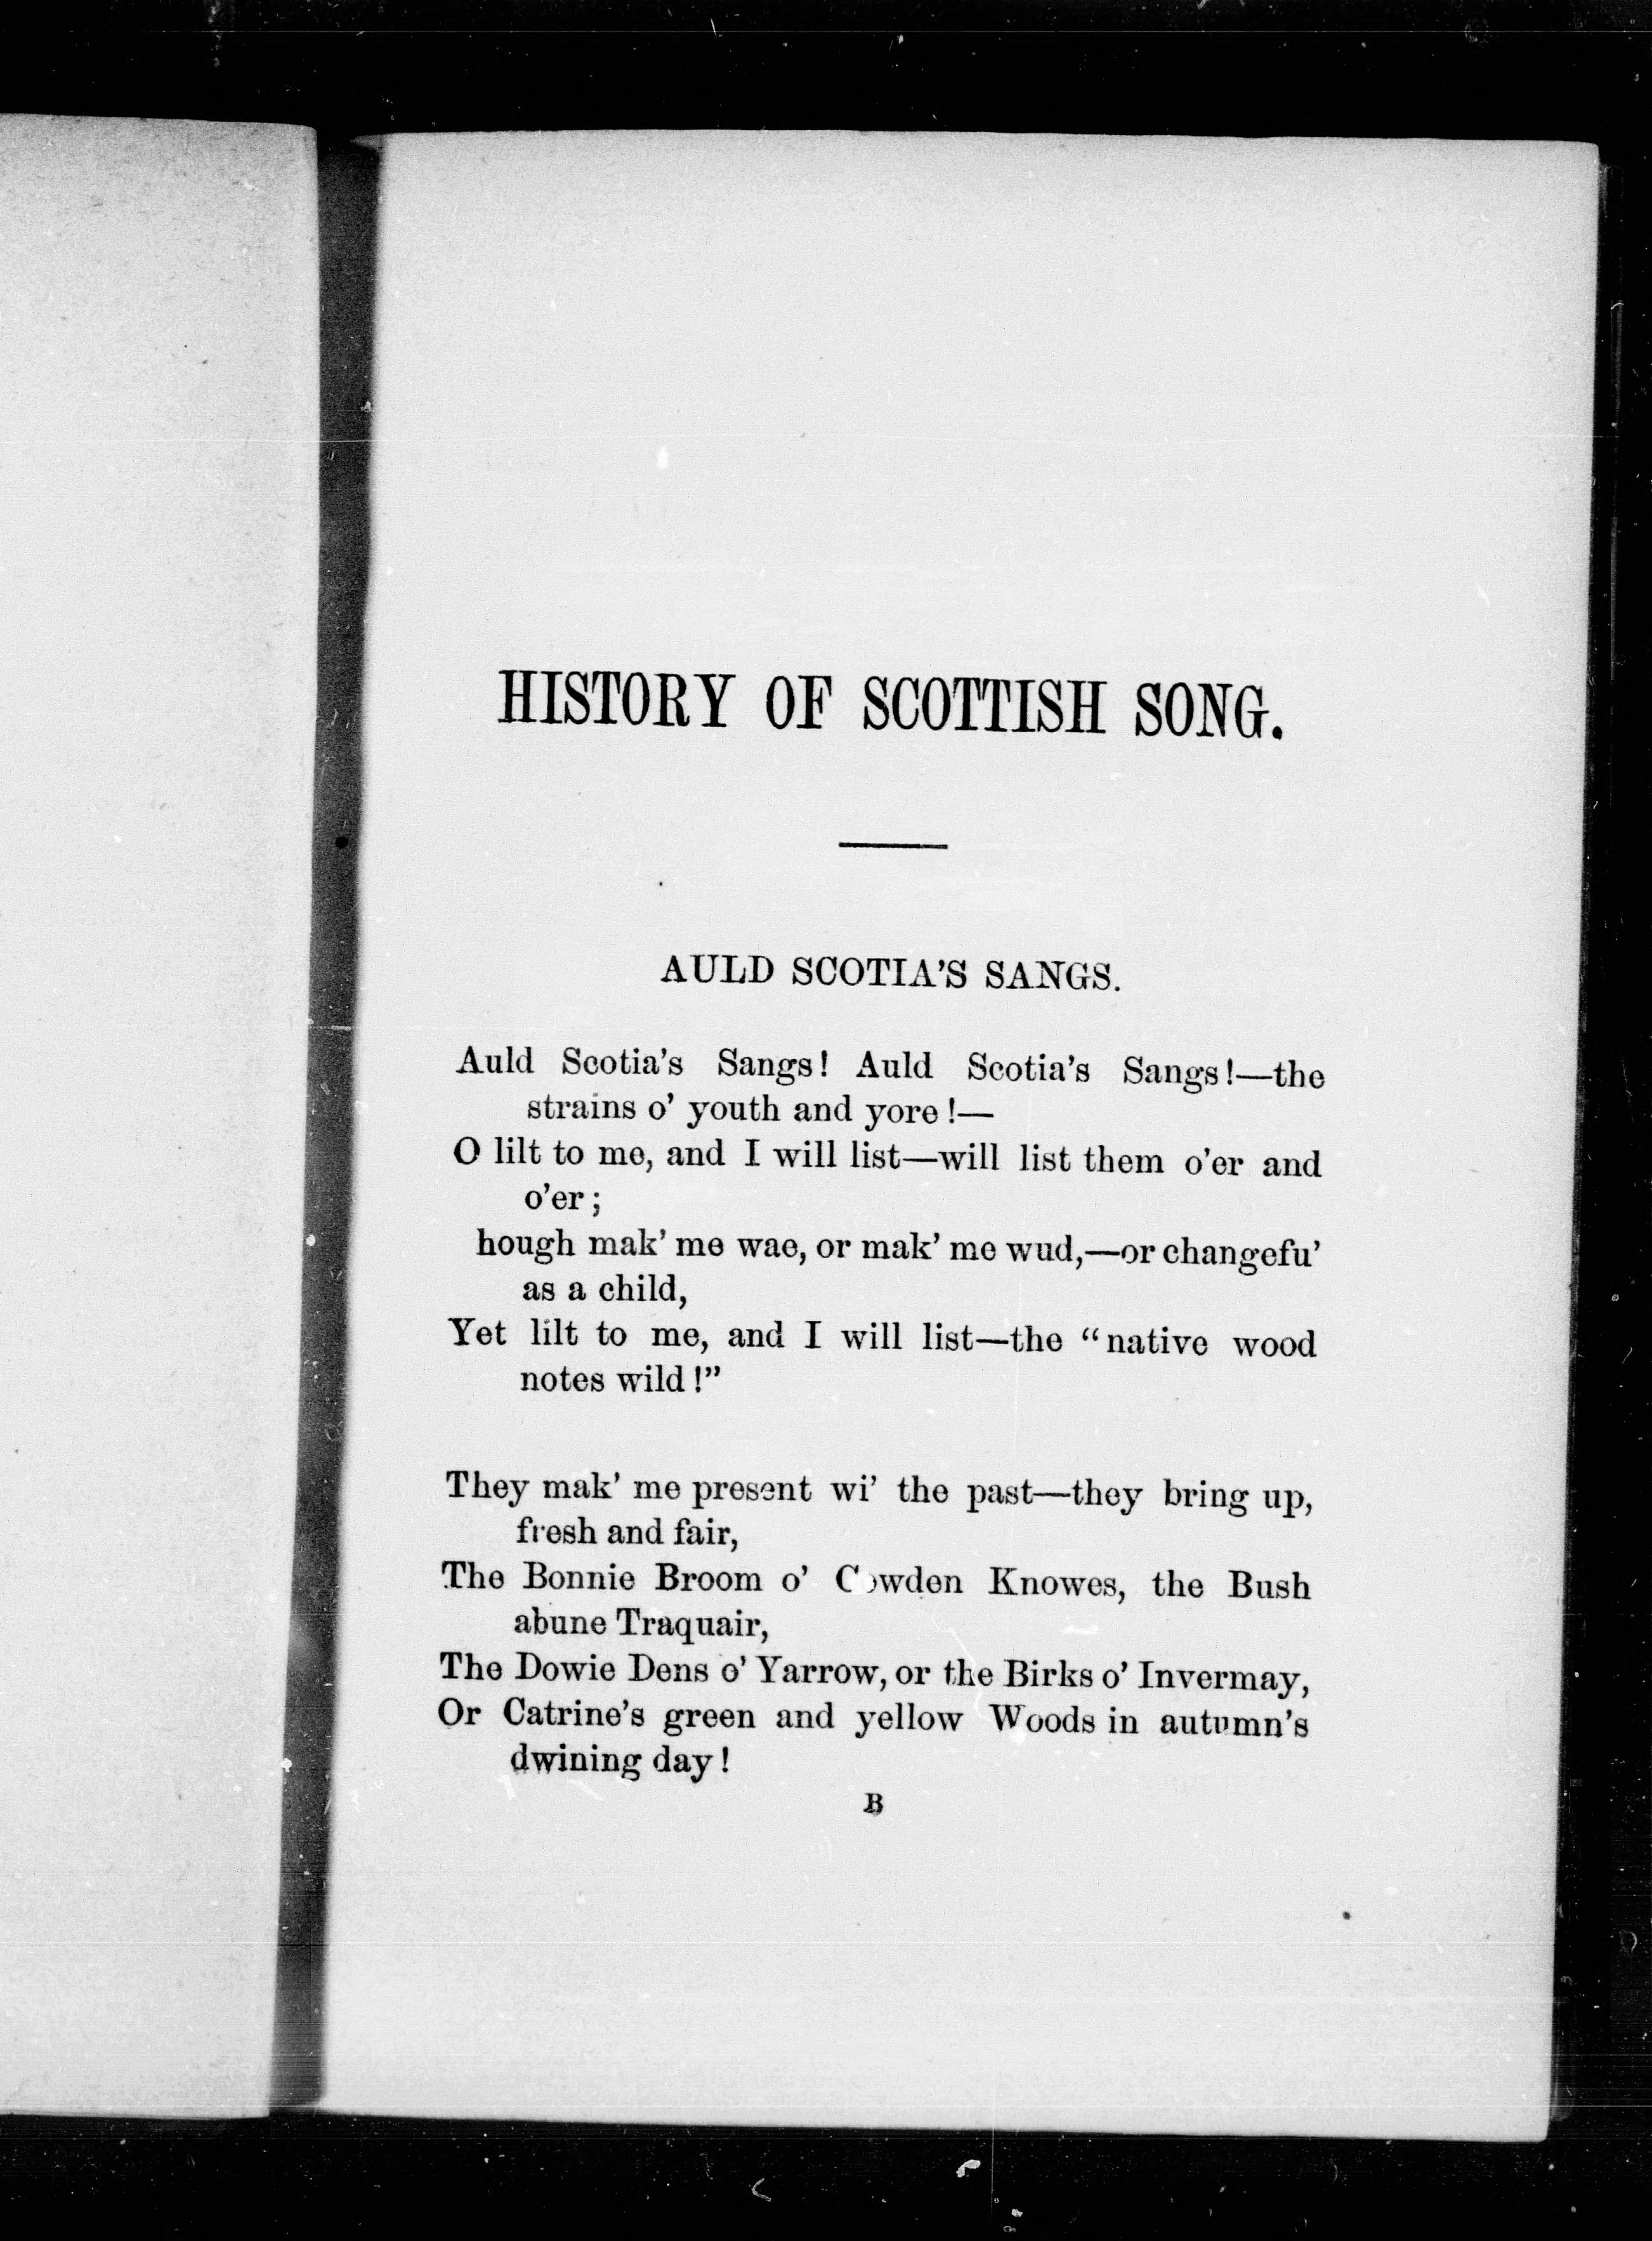 HISTORY OF SCOTTISH SONG.
AULD SCOTIA'S SANGS.
Auld Scotia's Sangs! Auld Scotia's Sangs!—the
strains o' youth and yore!—
O lilt to me, and I will list—will list them o'er and
o'er;
hough mak' me wae, or mak' me wud,—or changefu'
as a child,
Yet lilt to me, and I will list—the "native wood
notes wild!"
They mak' me present wi' the past—they bring up,
fresh and fair,
The Bonnie Broom o' Cowden Knowes, the Bush
abune Traquair,
The Dowie Dens o' Yarrow, or the Birks o' Invermay,
Or Catrine's green and yellow Woods in autumn's
dwining day!
B